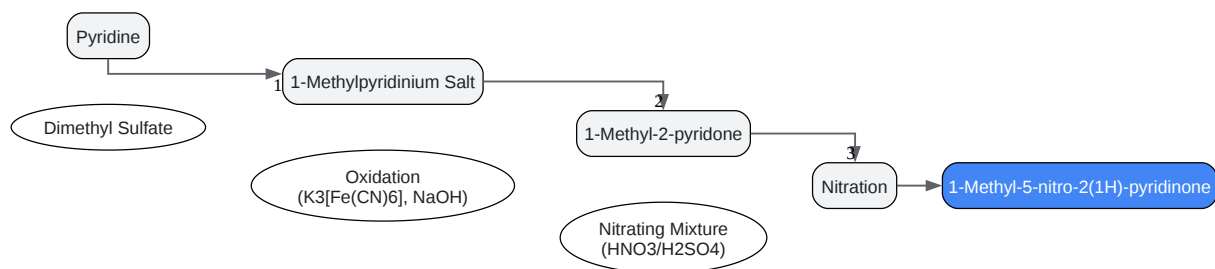 Pyridine
1
1-Methylpyridinium Salt
Dimethyl Sulfate
2
1-Methyl-2-pyridone
Oxidation
(K3[Fe(CN)6], NaOH)
3
Nitration
1-Methyl-5-nitro-2(1H)-pyridinone
Nitrating Mixture
(HNO3/H2SO4)